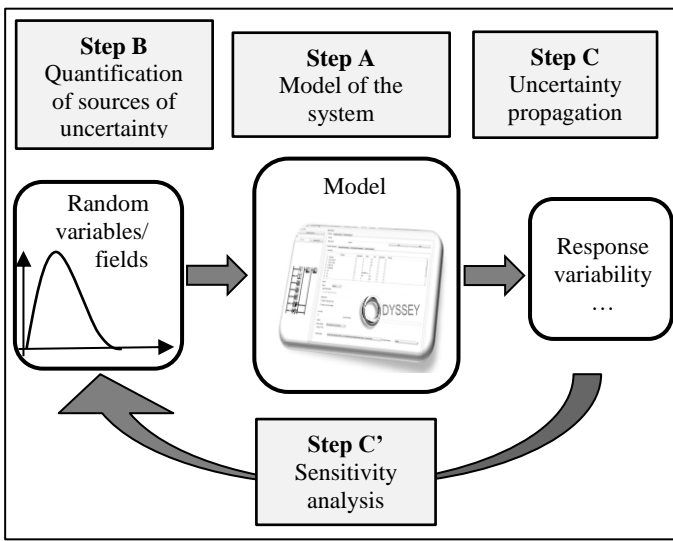 Step B
Quantification
of sources of
uncertainty
Step A
Model of the
system
Step C
Uncertainty
propagation
Random
variables/
fields
Model
DYSSEY
Response
variability
…
Step C’
Sensitivity
analysis